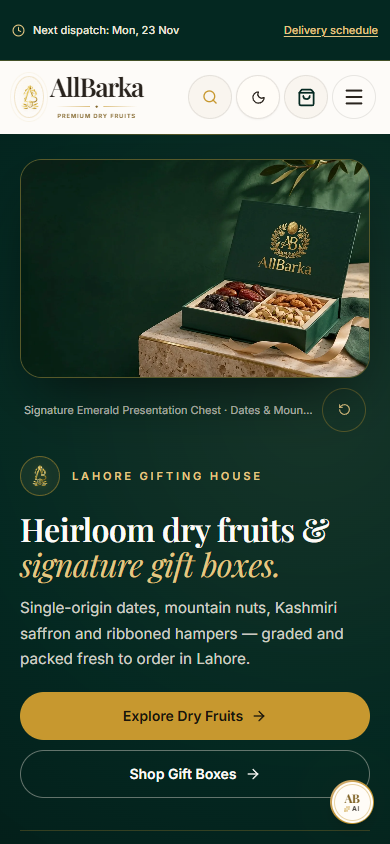 Next dispatch: Mon, 23 Nov
Delivery schedule
AllBarka
PREMIUM DRY FRUITS
AB
AllBarka
Signature Emerald Presentation Chest · Dates & Moun...
LAHORE GIFTING HOUSE
Heirloom dry fruits &
signature gift boxes.
Single-origin dates, mountain nuts, Kashmiri
saffron and ribboned hampers — graded and
packed fresh to order in Lahore.
Explore Dry Fruits
Shop Gift Boxes
AB
AI